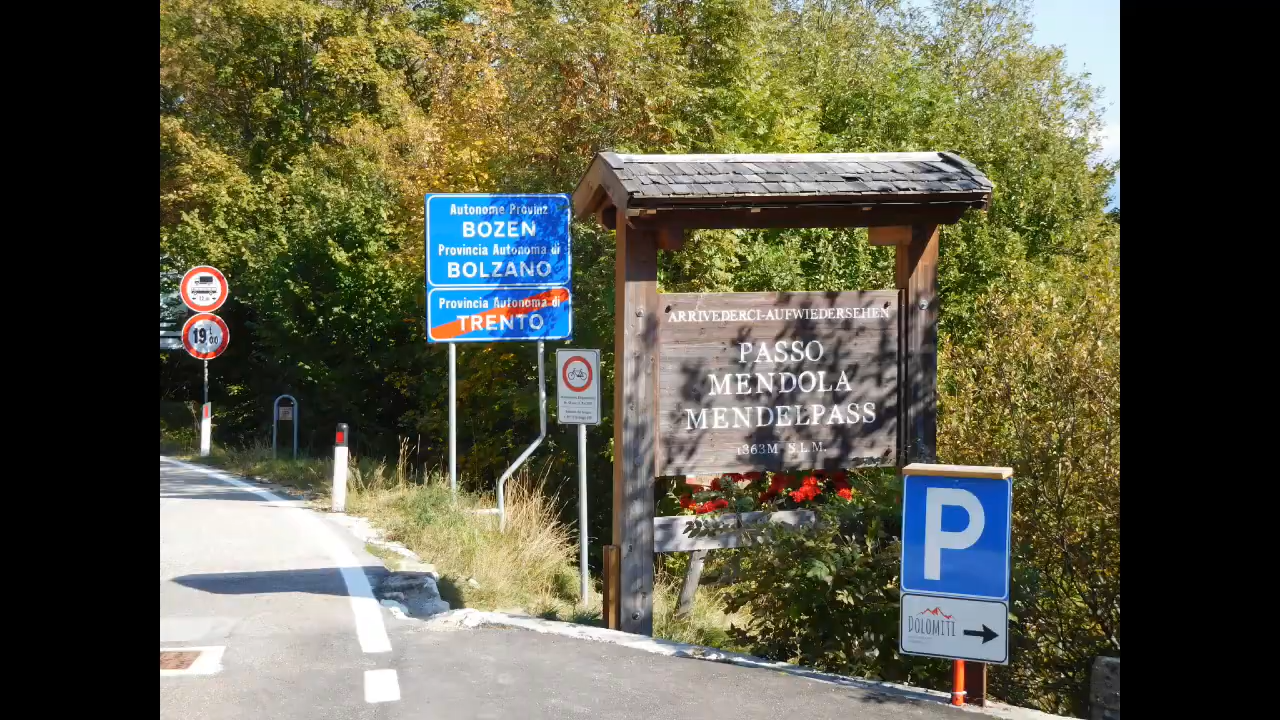 Autonome Provinz
BOZEN
Provincia Autonoma di
BOLZANO
Provincia Autonoma di
TRENTO
19
ARRIVEDERCI-AUFWIEDERSEHEN
PASSO
MENDOLA
MENDELPASS
1363M S.L.M.
P
DOLOMITI